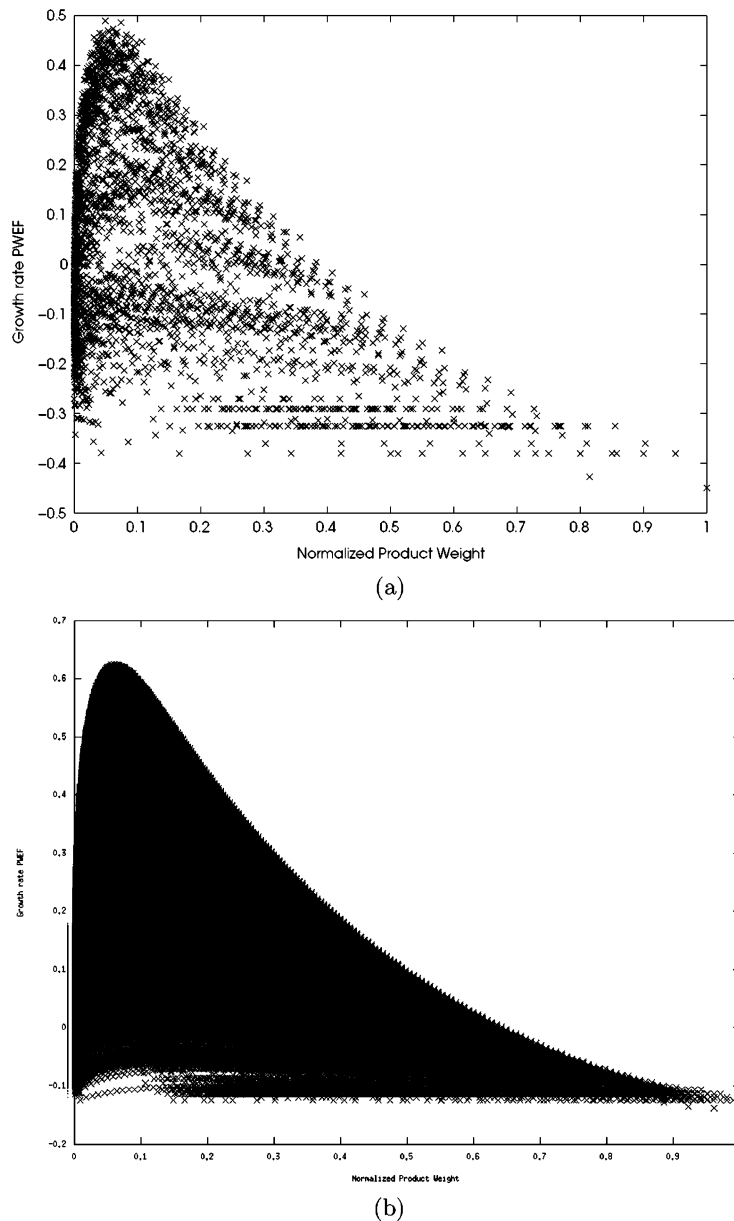 0.5
0.4
0.3
0.2
0.1
0
−0.1
−0.2
−0.3
−0.4
−0.5
Growth rate PWEF
0 0.1 0.2 0.3 0.4 0.5 0.6 0.7 0.8 0.9 1
Normalized Product Weight
(a)
0.7
0.6
0.5
0.4
0.3
0.2
0.1
0
-0.1
-0.2
Growth rate PWEF
0 0.1 0.2 0.3 0.4 0.5 0.6 0.7 0.8 0.9
Normalized Product Weight
(b)